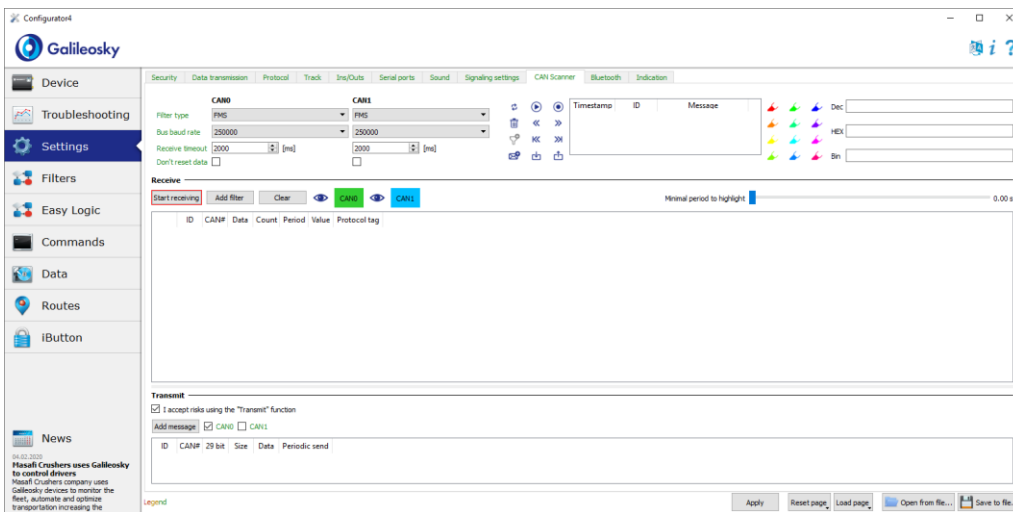 Configurator4
Galileosky
Device
Troubleshooting
Settings
Filters
Easy Logic
Commands
Data
Routes
iButton
News
04.02.2020
Masafi Crushers uses Galileosky
to control drivers
Masafi Crushers company uses
Galileosky devices to monitor the
fleet, automate and optimize
transportation increasing the
Security Data transmission Protocol Track Ins/Outs Serial ports Sound Signaling settings CAN Scanner Bluetooth Indication
CAN0 CAN1
Filter type FMS FMS
Bus baud rate 250000 250000
Receive timeout 2000 [ms] 2000 [ms]
Don't reset data
Timestamp ID Message
Dec
HEX
Bin
Receive
Start receiving Add filter Clear CAN0 CAN1 Minimal period to highlight 0.00 s
ID CAN# Data Count Period Value Protocol tag
Transmit
I accept risks using the "Transmit" function
Add message CAN0 CAN1
ID CAN# 29 bit Size Data Periodic send
Legend Apply Reset page Load page Open from file... Save to file.